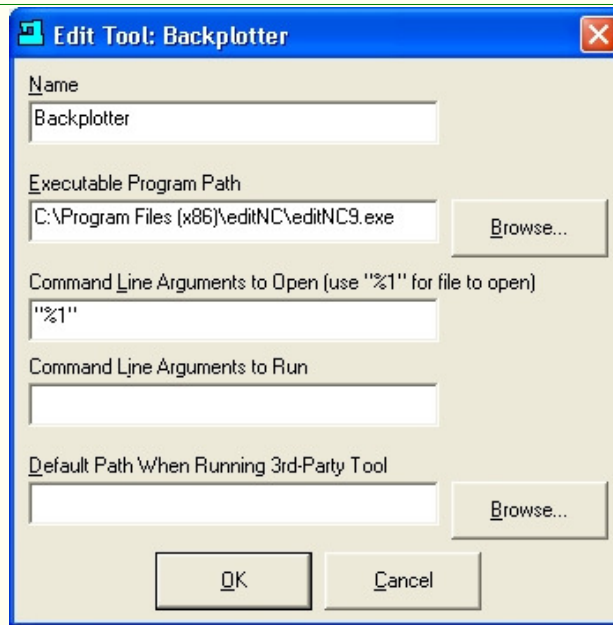 Edit Tool: Backplotter
Name
Backplotter
Executable Program Path
C:\Program Files (x86)\editNC\editNC9.exe
Browse...
Command Line Arguments to Open (use "%1" for file to open)
"%1"
Command Line Arguments to Run
Default Path When Running 3rd-Party Tool
Browse...
OK
Cancel